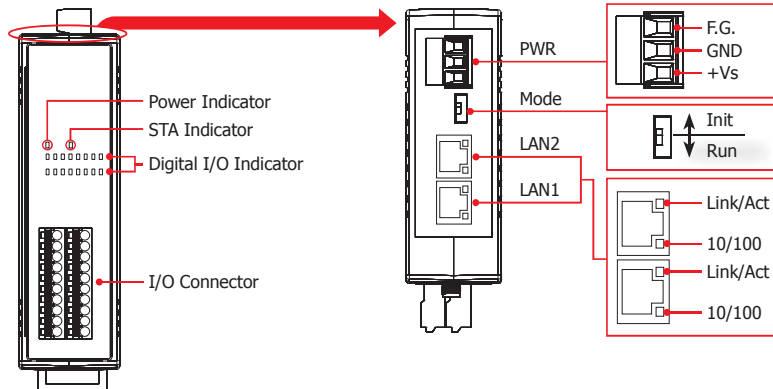 Power Indicator
STA Indicator
Digital I/O Indicator
I/O Connector
PWR
Mode
LAN2
LAN1
F.G.
GND
+Vs
Init
Run
Link/Act
10/100
Link/Act
10/100